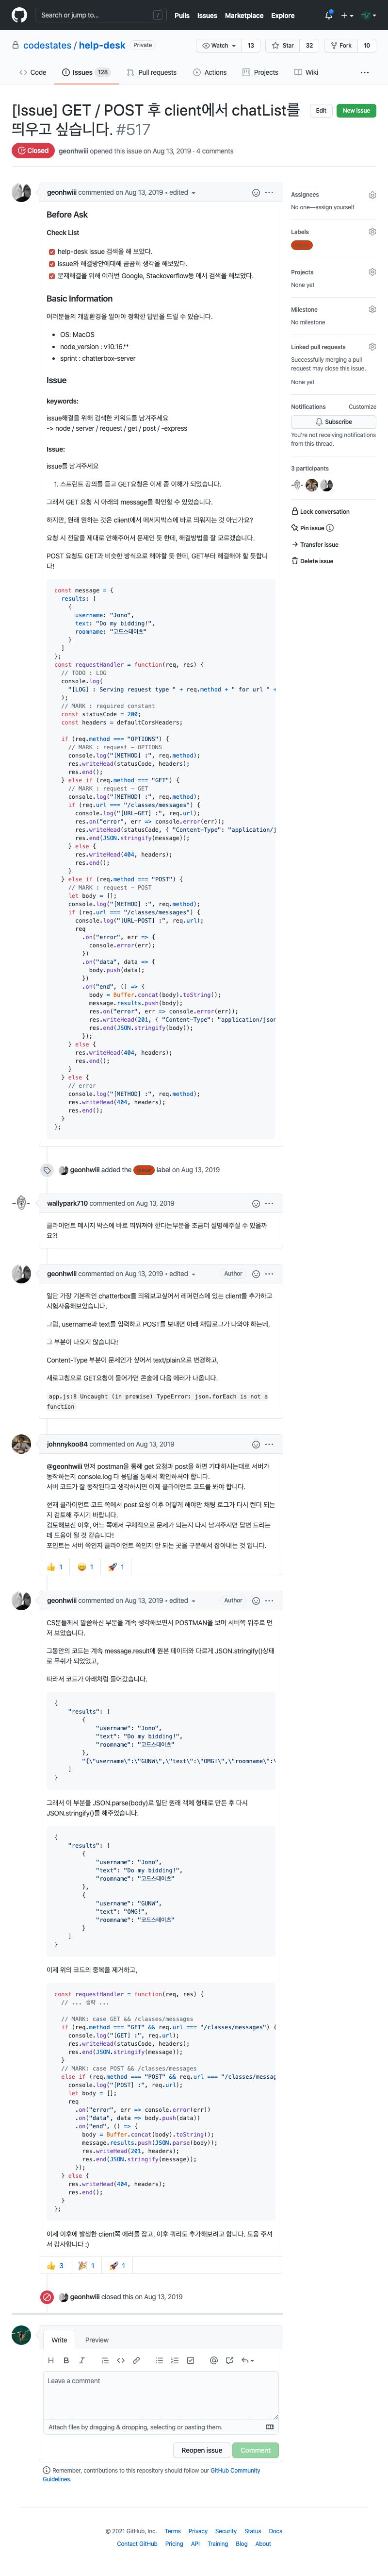 Search or jump to...
/
Pulls Issues Marketplace Explore
codestates / help-desk Private
Watch 13 Star 32 Fork 10
Code Issues 128 Pull requests Actions Projects Wiki
[Issue] GET / POST 후 client에서 chatList를
띄우고 싶습니다. #517
Edit New issue
Closed geonhwiii opened this issue on Aug 13, 2019 · 4 comments
geonhwiii commented on Aug 13, 2019 • edited
Before Ask
Check List
help-desk issue 검색을 해 보았다.
issue와 해결방안에대해 곰곰히 생각을 해보았다.
문제해결을 위해 여러번 Google, Stackoverflow등 에서 검색을 해보았다.
Basic Information
여러분들의 개발환경을 알아야 정확한 답변을 드릴 수 있습니다.
• OS: MacOS
• node_version : v10.16.**
• sprint : chatterbox-server
Issue
keywords:
issue해결을 위해 검색한 키워드를 남겨주세요
-> node / server / request / get / post / -express
Issue:
issue를 남겨주세요
1. 스프린트 강의를 듣고 GET요청은 이제 좀 이해가 되었습니다.
그래서 GET 요청 시 아래의 message를 확인할 수 있었습니다.
하지만, 원래 원하는 것은 client에서 메세지박스에 바로 띄워지는 것 아닌가요?
요청 시 전달을 제대로 안해주어서 문제인 듯 한데, 해결방법을 잘 모르겠습니다.
POST 요청도 GET과 비슷한 방식으로 해야할 듯 한데, GET부터 해결해야 할 듯합니
다!
const message = {
results: [
{
username: "Jono",
text: "Do my bidding!",
roomname: "코드스테이츠"
}
]
};
const requestHandler = function(req, res) {
// TODO : LOG
console.log(
"[LOG] : Serving request type " + req.method + " for url " +
);
// MARK : required constant
const statusCode = 200;
const headers = defaultCorsHeaders;
if (req.method === "OPTIONS") {
// MARK : request - OPTIONS
console.log("[METHOD] :", req.method);
res.writeHead(statusCode, headers);
res.end();
} else if (req.method === "GET") {
// MARK : request - GET
console.log("[METHOD] :", req.method);
if (req.url === "/classes/messages") {
console.log("[URL-GET] :", req.url);
res.on("error", err => console.error(err));
res.writeHead(statusCode, { "Content-Type": "application/j
res.end(JSON.stringify(message));
} else {
res.writeHead(404, headers);
res.end();
}
} else if (req.method === "POST") {
// MARK : request - POST
let body = [];
console.log("[METHOD] :", req.method);
if (req.url === "/classes/messages") {
console.log("[URL-POST] :", req.url);
req
.on("error", err => {
console.error(err);
})
.on("data", data => {
body.push(data);
})
.on("end", () => {
body = Buffer.concat(body).toString();
message.results.push(body);
res.on("error", err => console.error(err));
res.writeHead(201, { "Content-Type": "application/json
res.end(JSON.stringify(body));
});
} else {
res.writeHead(404, headers);
res.end();
}
} else {
// error
console.log("[METHOD] :", req.method);
res.writeHead(404, headers);
res.end();
}
};
geonhwiii added the label on Aug 13, 2019
wallypark710 commented on Aug 13, 2019
클라이언트 메시지 박스에 바로 띄워져야 한다는부분을 조금더 설명해주실 수 있을까
요?!
geonhwiii commented on Aug 13, 2019 • edited Author
일단 가장 기본적인 chatterbox를 띄워보고싶어서 레퍼런스에 있는 client를 추가하고
시험사용해보았습니다.
그럼, username과 text를 입력하고 POST를 보내면 아래 채팅로그가 나와야 하는데,
그 부분이 나오지 않습니다!
Content-Type 부분이 문제인가 싶어서 text/plain으로 변경하고,
새로고침으로 GET요청이 들어가면 콘솔에 다음 에러가 나옵니다.
app.js:8 Uncaught (in promise) TypeError: json.forEach is not a
function
johnnykoo84 commented on Aug 13, 2019
@geonhwiii 먼저 postman을 통해 get 요청과 post을 하면 기대하시는대로 서버가
동작하는지 console.log 다 응답을 통해서 확인하셔야 합니다.
서버 코드가 잘 동작된다고 생각하시면 이제 클라이언트 코드를 봐야 합니다.
현재 클라이언트 코드 쪽에서 post 요청 이후 어떻게 해야만 채팅 로그가 다시 렌더 되는
지 검토해 주시기 바랍니다.
검토해보신 이후, 어느 쪽에서 구체적으로 문제가 되는지 다시 남겨주시면 답변 드리는
데 도움이 될 것 같습니다!
포인트는 서버 쪽인지 클라이언트 쪽인지 안 되는 곳을 구분해서 잡아내는 것 입니다.
👍 1 😄 1 🚀 1
geonhwiii commented on Aug 13, 2019 • edited Author
CS분들께서 말씀하신 부분을 계속 생각해보면서 POSTMAN을 보며 서버쪽 위주로 먼
저 보았습니다.
그동안의 코드는 계속 message.result에 원본 데이터와 다르게 JSON.stringify()상태
로 푸쉬가 되었었고,
따라서 코드가 아래처럼 들어갔습니다.
{
"results": [
{
"username": "Jono",
"text": "Do my bidding!",
"roomname": "코드스테이츠"
},
"{\"username\":\"GUNW\",\"text\":\"OMG!\",\"roomname\":\
]
}
그래서 이 부분을 JSON.parse(body)로 일단 원래 객체 형태로 만든 후 다시
JSON.stringify()를 해주었습니다.
{
"results": [
{
"username": "Jono",
"text": "Do my bidding!",
"roomname": "코드스테이츠"
},
{
"username": "GUNW",
"text": "OMG!",
"roomname": "코드스테이츠"
}
]
}
이제 위의 코드의 중복을 제거하고,
const requestHandler = function(req, res) {
// ... 생략 ...
// MARK: case GET && /classes/messages
if (req.method === "GET" && req.url === "/classes/messages") {
console.log("[GET] :", req.url);
res.writeHead(statusCode, headers);
res.end(JSON.stringify(message));
}
// MARK: case POST && /classes/messages
else if (req.method === "POST" && req.url === "/classes/messag
console.log("[POST] :", req.url);
let body = [];
req
.on("error", err => console.error(err))
.on("data", data => body.push(data))
.on("end", () => {
body = Buffer.concat(body).toString();
message.results.push(JSON.parse(body));
res.writeHead(201, headers);
res.end(JSON.stringify(message));
});
} else {
res.writeHead(404, headers);
res.end();
}
};
이제 이후에 발생한 client쪽 에러를 잡고, 이후 쿼리도 추가해보려고 합니다. 도움 주셔
서 감사합니다 :)
👍 3 🎉 1 🚀 1
geonhwiii closed this on Aug 13, 2019
Write Preview
Leave a comment
Attach files by dragging & dropping, selecting or pasting them.
Reopen issue Comment
Remember, contributions to this repository should follow our GitHub Community
Guidelines.
Assignees
No one—assign yourself
Labels
Projects
None yet
Milestone
No milestone
Linked pull requests
Successfully merging a pull
request may close this issue.
None yet
Notifications Customize
Subscribe
You're not receiving notifications
from this thread.
3 participants
Lock conversation
Pin issue
Transfer issue
Delete issue
© 2021 GitHub, Inc. Terms Privacy Security Status Docs
Contact GitHub Pricing API Training Blog About